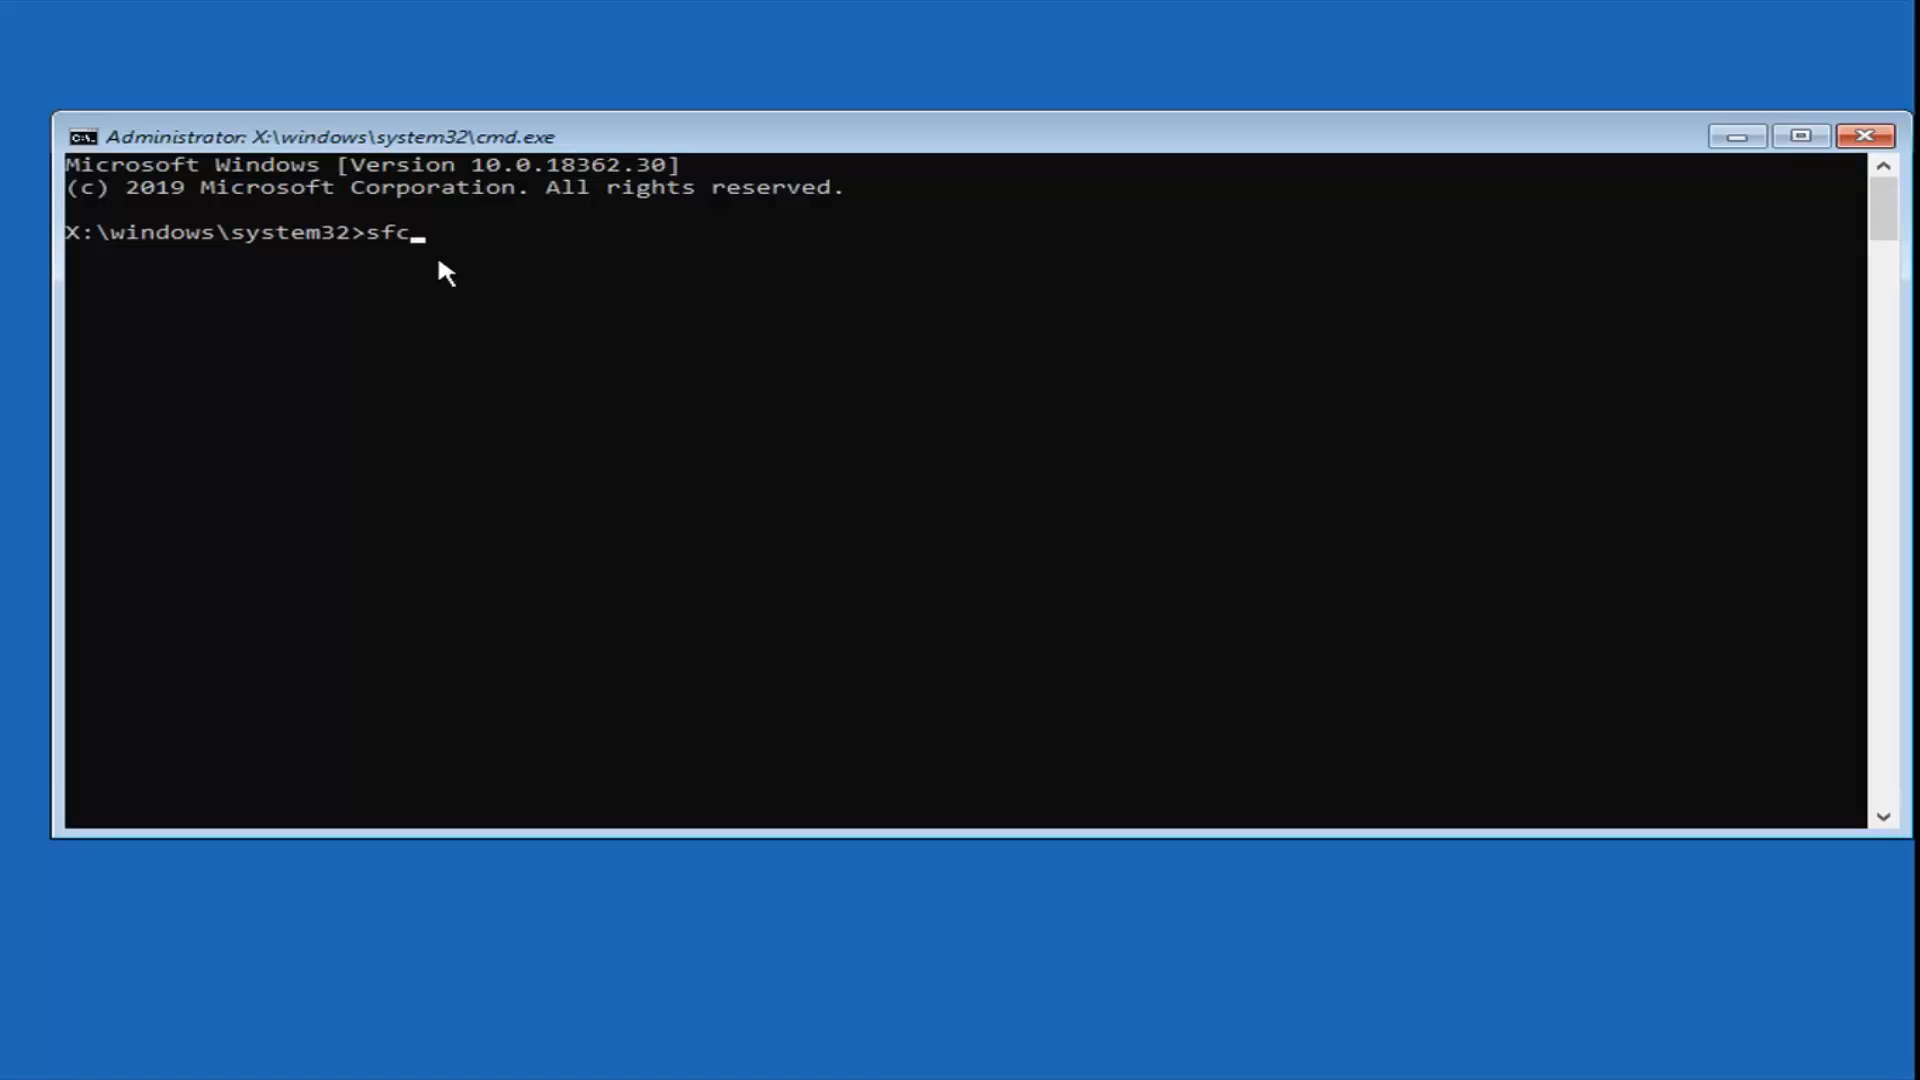 Administrator: X:\windows\system32\cmd.exe
Microsoft Windows [Version 10.0.18362.30]
(c) 2019 Microsoft Corporation. All rights reserved.
X:\windows\system32>sfc